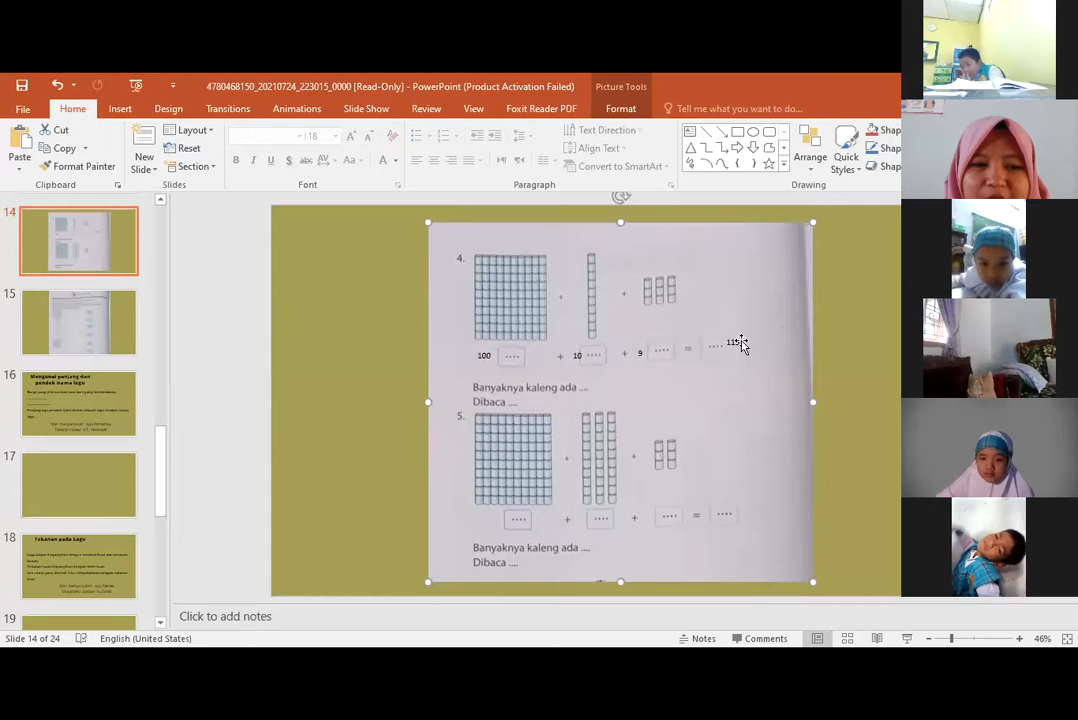 4780468150_20210724_223015_0000 [Read-Only] - PowerPoint (Product Activation Failed)
Picture Tools
File
Home
Insert
Design
Transitions
Animations
Slide Show
Review
View
Foxit Reader PDF
Format
Tell me what you want to do...
Paste
Cut
Copy
Format Painter
Clipboard
New Slide
Layout
Reset
Section
Slides
18
Font
Text Direction
Align Text
Convert to SmartArt
Paragraph
Arrange
Quick Styles
Shap
Shap
Shap
Drawing
14
15
16
17
18
19
4.
+ +
100 .... + 10 .... + 9 .... = ....
Banyaknya kaleng ada ....
Dibaca ....
5.
+ +
.... + .... + .... = ....
Banyaknya kaleng ada ....
Dibaca ....
Click to add notes
Slide 14 of 24
English (United States)
Notes
Comments
46%